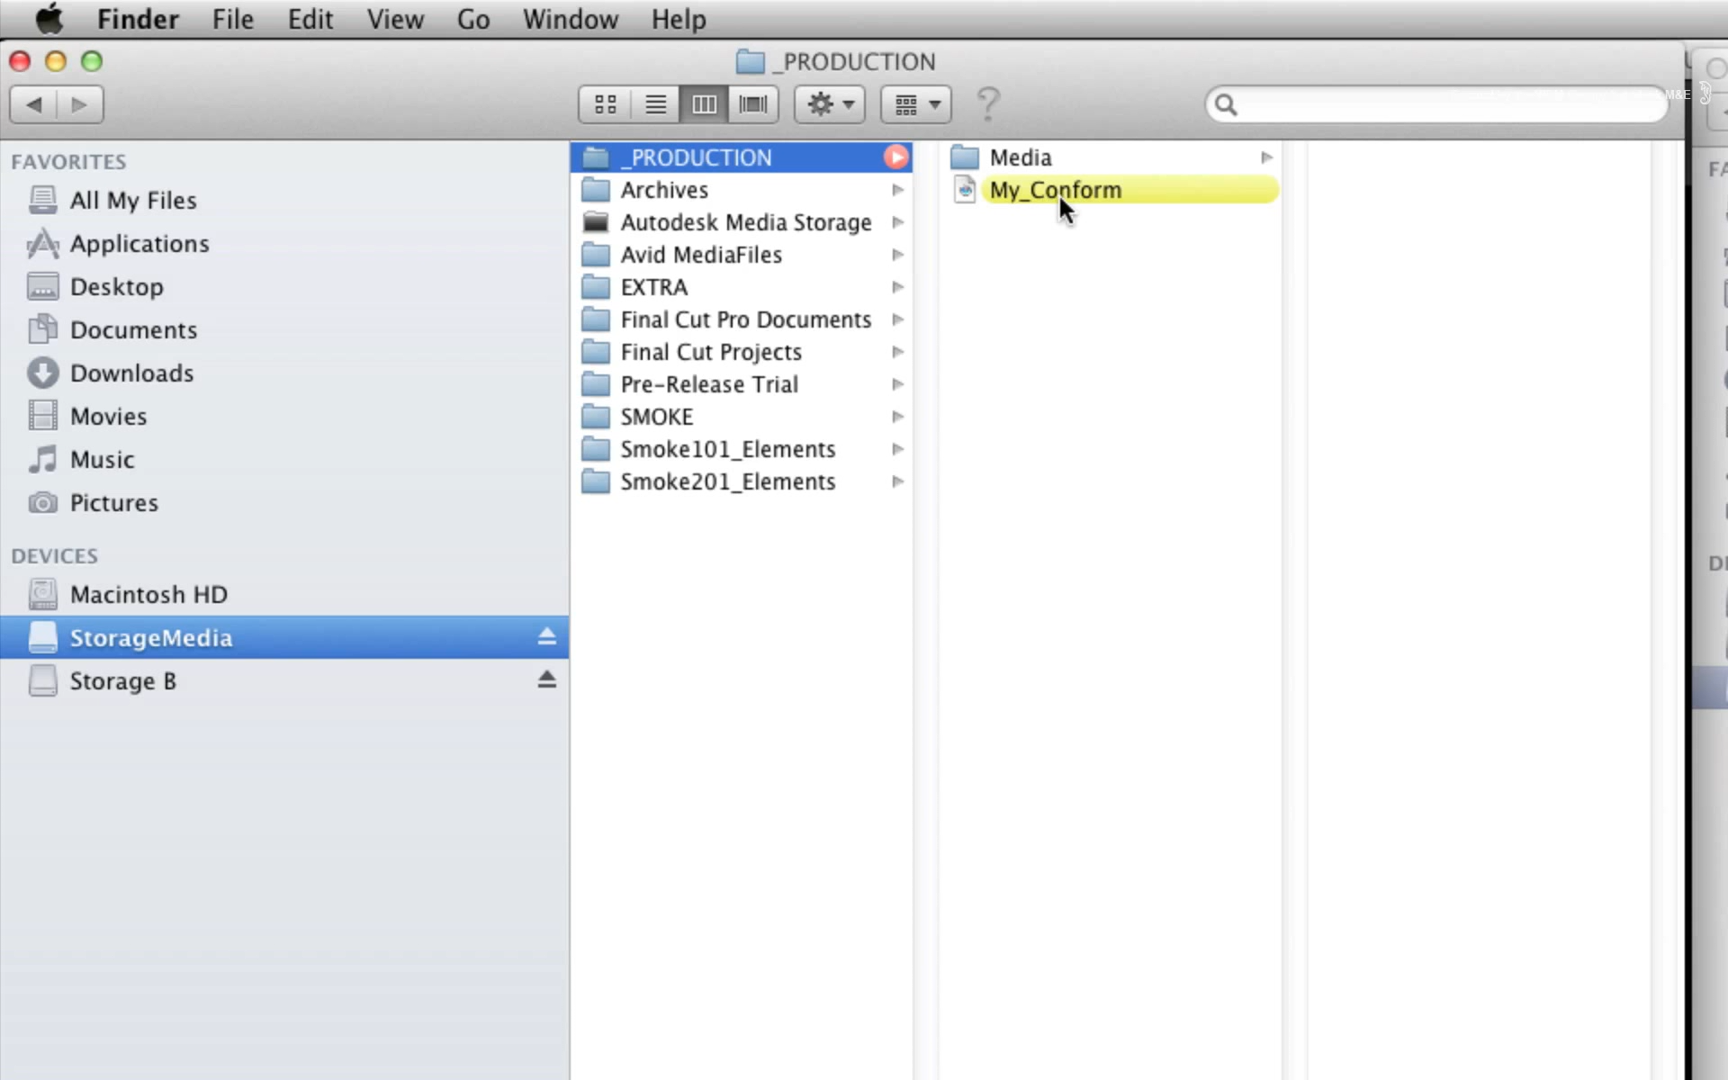 Finder File Edit View Go Window Help
_PRODUCTION
M&E
FAVORITES
All My Files
Applications
Desktop
Documents
Downloads
Movies
Music
Pictures
DEVICES
Macintosh HD
StorageMedia
Storage B
_PRODUCTION
Archives
Autodesk Media Storage
Avid MediaFiles
EXTRA
Final Cut Pro Documents
Final Cut Projects
Pre-Release Trial
SMOKE
Smoke101_Elements
Smoke201_Elements
Media
My_Conform